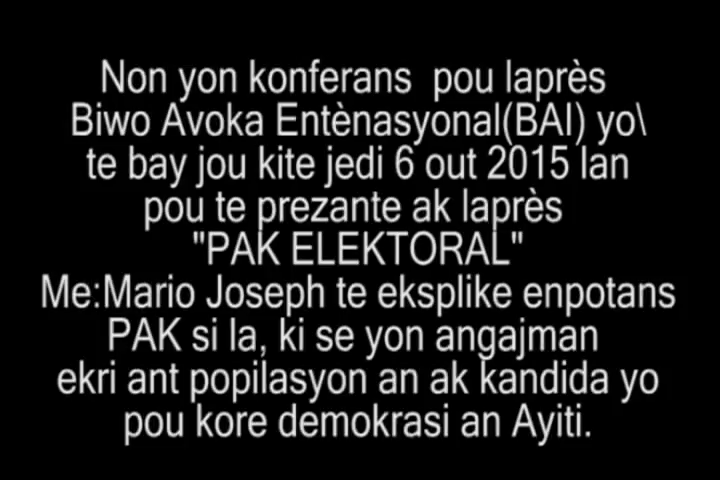 Non yon konferans pou laprès
Biwo Avoka Entènasyonal(BAI) yo\
te bay jou kite jedi 6 out 2015 lan
pou te prezante ak laprès
"PAK ELEKTORAL"
Me:Mario Joseph te eksplike enpotans
PAK si la, ki se yon angajman
ekri ant popilasyon an ak kandida yo
pou kore demokrasi an Ayiti.